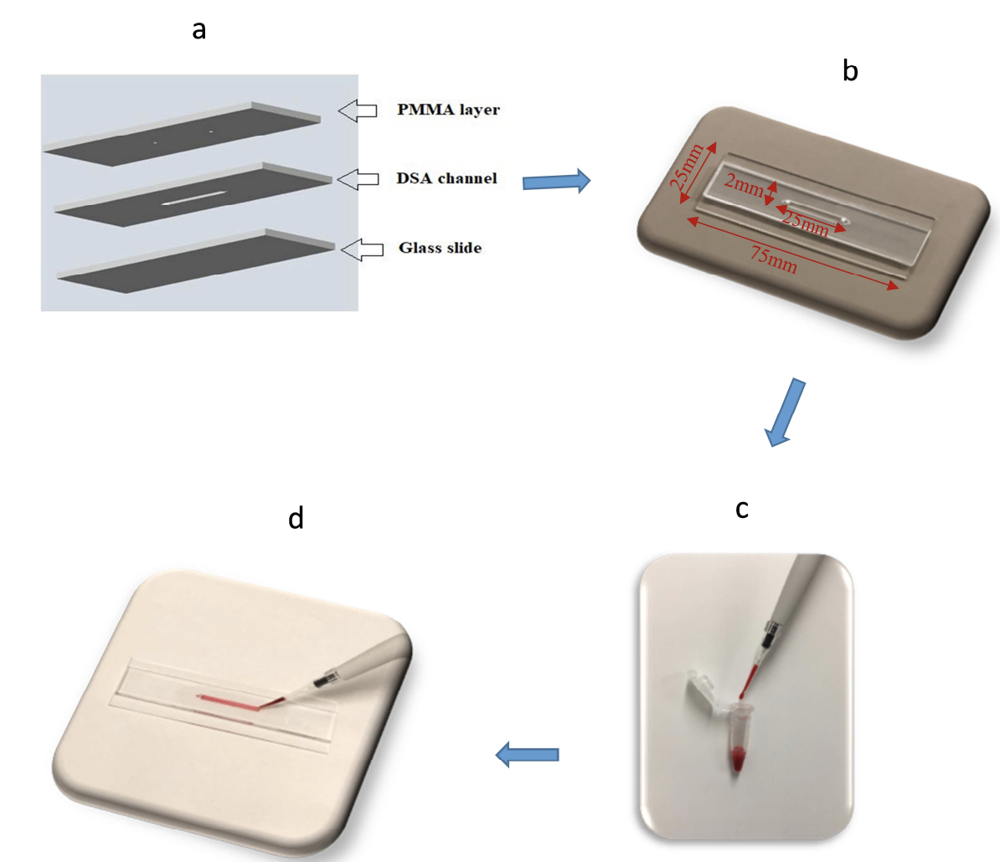 a
PMMA layer
DSA channel
Glass slide
b
25mm
2mm
25mm
75mm
c
d